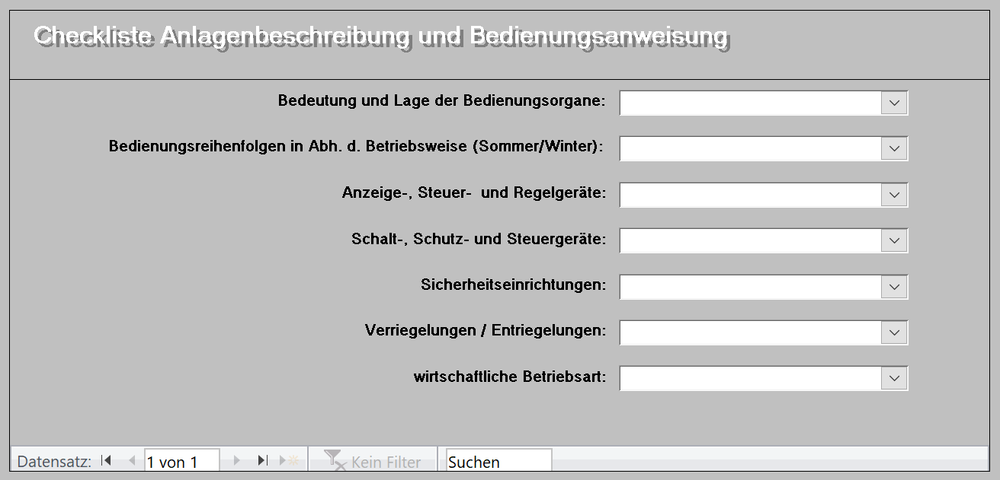 Checkliste Anlagenbeschreibung und Bedienungsanweisung
Bedeutung und Lage der Bedienungsorgane:
Bedienungsreihenfolgen in Abh. d. Betriebsweise (Sommer/Winter):
Anzeige-, Steuer-  und Regelgeräte:
Schalt-, Schutz- und Steuergeräte:
Sicherheitseinrichtungen:
Verriegelungen / Entriegelungen:
wirtschaftliche Betriebsart:
Datensatz: 1 von 1 Kein Filter Suchen